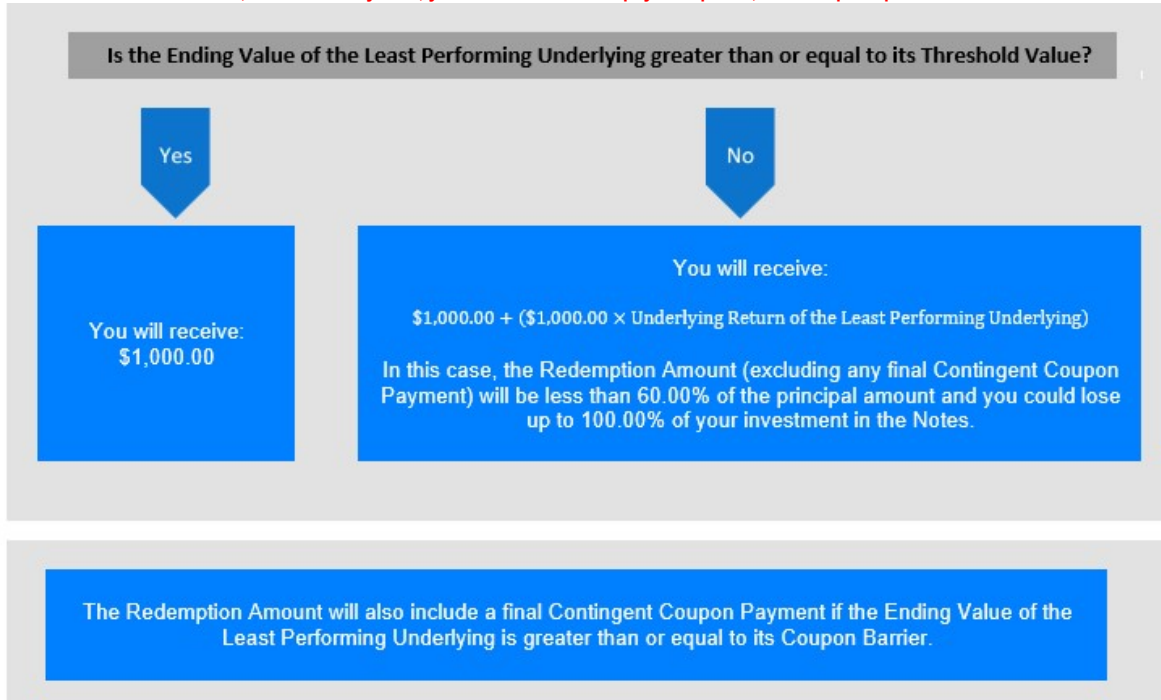 Is the Ending Value of the Least Performing Underlying greater than or equal to its Threshold Value?
Yes
No
You will receive:
$1,000.00
You will receive:
$1,000.00 + ($1,000.00 × Underlying Return of the Least Performing Underlying)
In this case, the Redemption Amount (excluding any final Contingent Coupon
Payment) will be less than 60.00% of the principal amount and you could lose
up to 100.00% of your investment in the Notes.
The Redemption Amount will also include a final Contingent Coupon Payment if the Ending Value of the
Least Performing Underlying is greater than or equal to its Coupon Barrier.